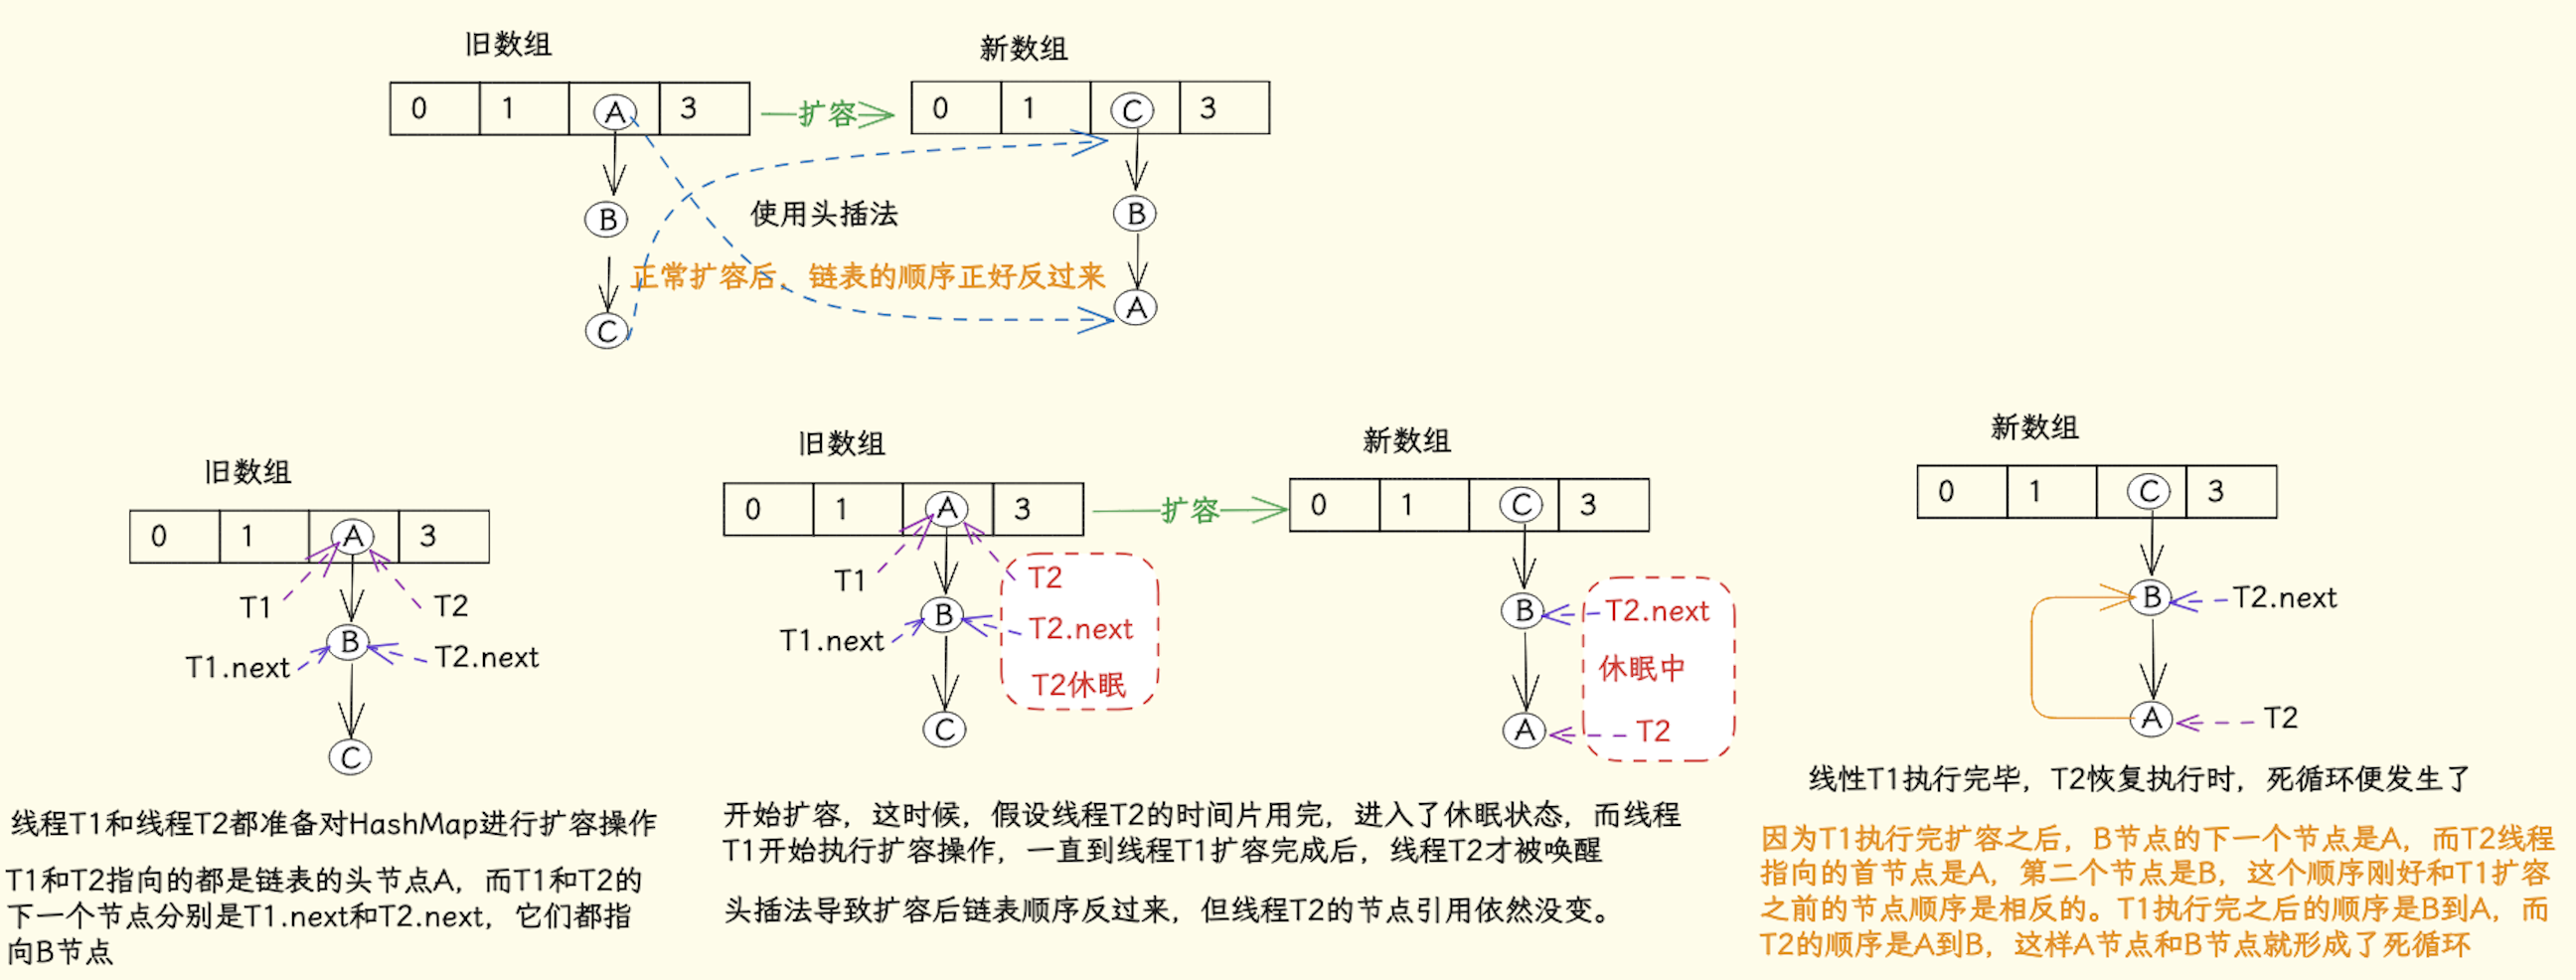 旧数组
新数组
0 1 A 3
扩容
0 1 C 3
B
B
使用头插法
正常扩容后，链表的顺序正好反过来
C
A
旧数组
0 1 A 3
T1
T2
B
T1.next
T2.next
C
线程T1和线程T2都准备对HashMap进行扩容操作
T1和T2指向的都是链表的头节点A，而T1和T2的
下一个节点分别是T1.next和T2.next，它们都指
向B节点
旧数组
新数组
0 1 A 3
扩容
0 1 C 3
T1
T2
B
T1.next
T2.next
T2休眠
C
B
T2.next
休眠中
A
T2
开始扩容，这时候，假设线程T2的时间片用完，进入了休眠状态，而线程
T1开始执行扩容操作，一直到线程T1扩容完成后，线程T2才被唤醒
头插法导致扩容后链表顺序反过来，但线程T2的节点引用依然没变。
新数组
0 1 C 3
B
T2.next
A
T2
线性T1执行完毕，T2恢复执行时，死循环便发生了
因为T1执行完扩容之后，B节点的下一个节点是A，而T2线程
指向的首节点是A，第二个节点是B，这个顺序刚好和T1扩容
之前的节点顺序是相反的。T1执行完之后的顺序是B到A，而
T2的顺序是A到B，这样A节点和B节点就形成了死循环